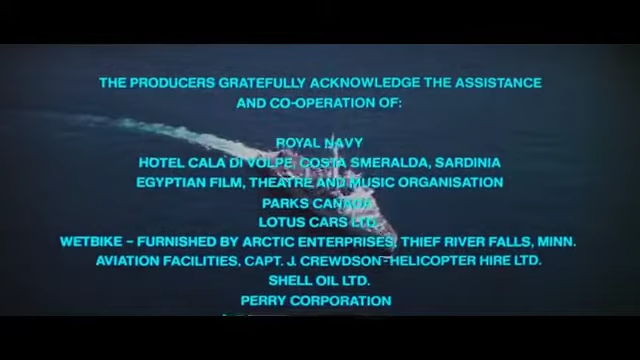 THE PRODUCERS GRATEFULLY ACKNOWLEDGE THE ASSISTANCE
AND CO-OPERATION OF:
ROYAL NAVY
HOTEL CALA DI VOLPE, COSTA SMERALDA, SARDINIA
EGYPTIAN FILM, THEATRE AND MUSIC ORGANISATION
PARKS CANADA
LOTUS CARS LTD.
WETBIKE – FURNISHED BY ARCTIC ENTERPRISES, THIEF RIVER FALLS, MINN.
AVIATION FACILITIES, CAPT. J. CREWDSON-HELICOPTER HIRE LTD.
SHELL OIL LTD.
PERRY CORPORATION